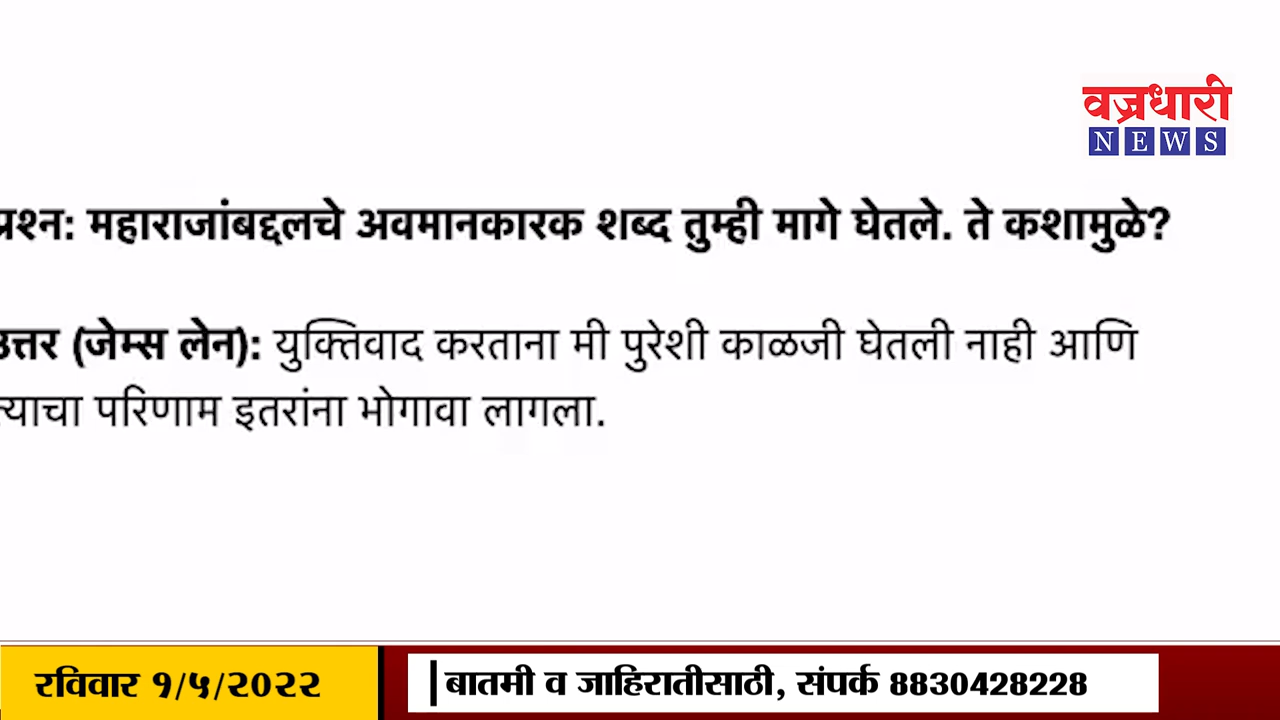 वज्रधारी
NEWS
प्रश्न: महाराजांबद्दलचे अवमानकारक शब्द तुम्ही मागे घेतले. ते कशामुळे?
उत्तर (जेम्स लेन): युक्तिवाद करताना मी पुरेशी काळजी घेतली नाही आणि
त्याचा परिणाम इतरांना भोगावा लागला.
रविवार १/५/२०२२
बातमी व जाहिरातीसाठी, संपर्क 8830428228